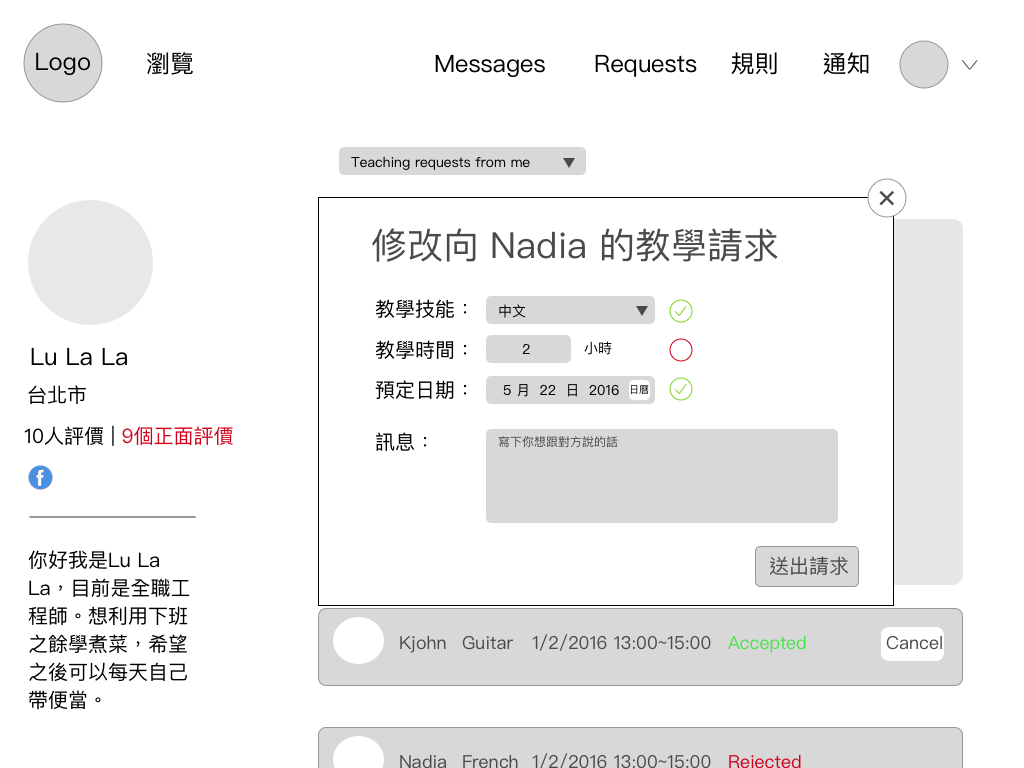 Logo 瀏覽 Messages Requests 規則 通知
Teaching requests from me
Lu La La
台北市
10人評價 | 9個正面評價
你好我是Lu La
La，目前是全職工
程師。想利用下班
之餘學煮菜，希望
之後可以每天自己
帶便當。
修改向 Nadia 的教學請求
教學技能： 中文
教學時間： 2 小時
預定日期： 5 月 22 日 2016 日曆
訊息： 寫下你想跟對方說的話
送出請求
Kjohn Guitar 1/2/2016 13:00~15:00 Accepted Cancel
Nadia French 1/2/2016 13:00~15:00 Rejected